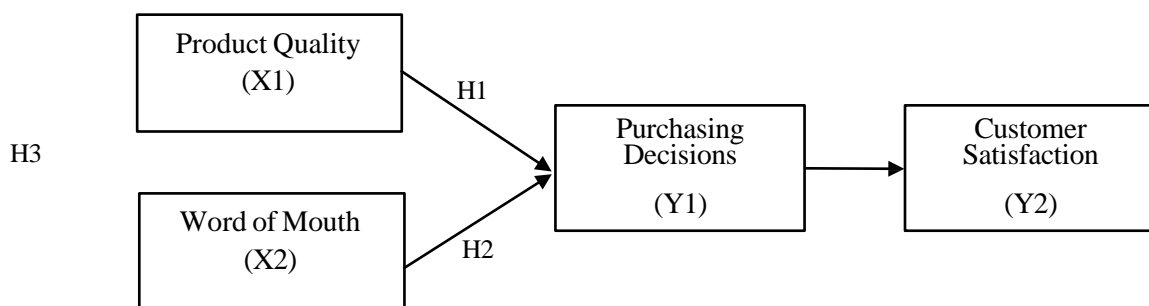 Product Quality
(X1)
H1
Purchasing
Decisions
(Y1)
Customer
Satisfaction
(Y2)
H3
Word of Mouth
(X2)
H2